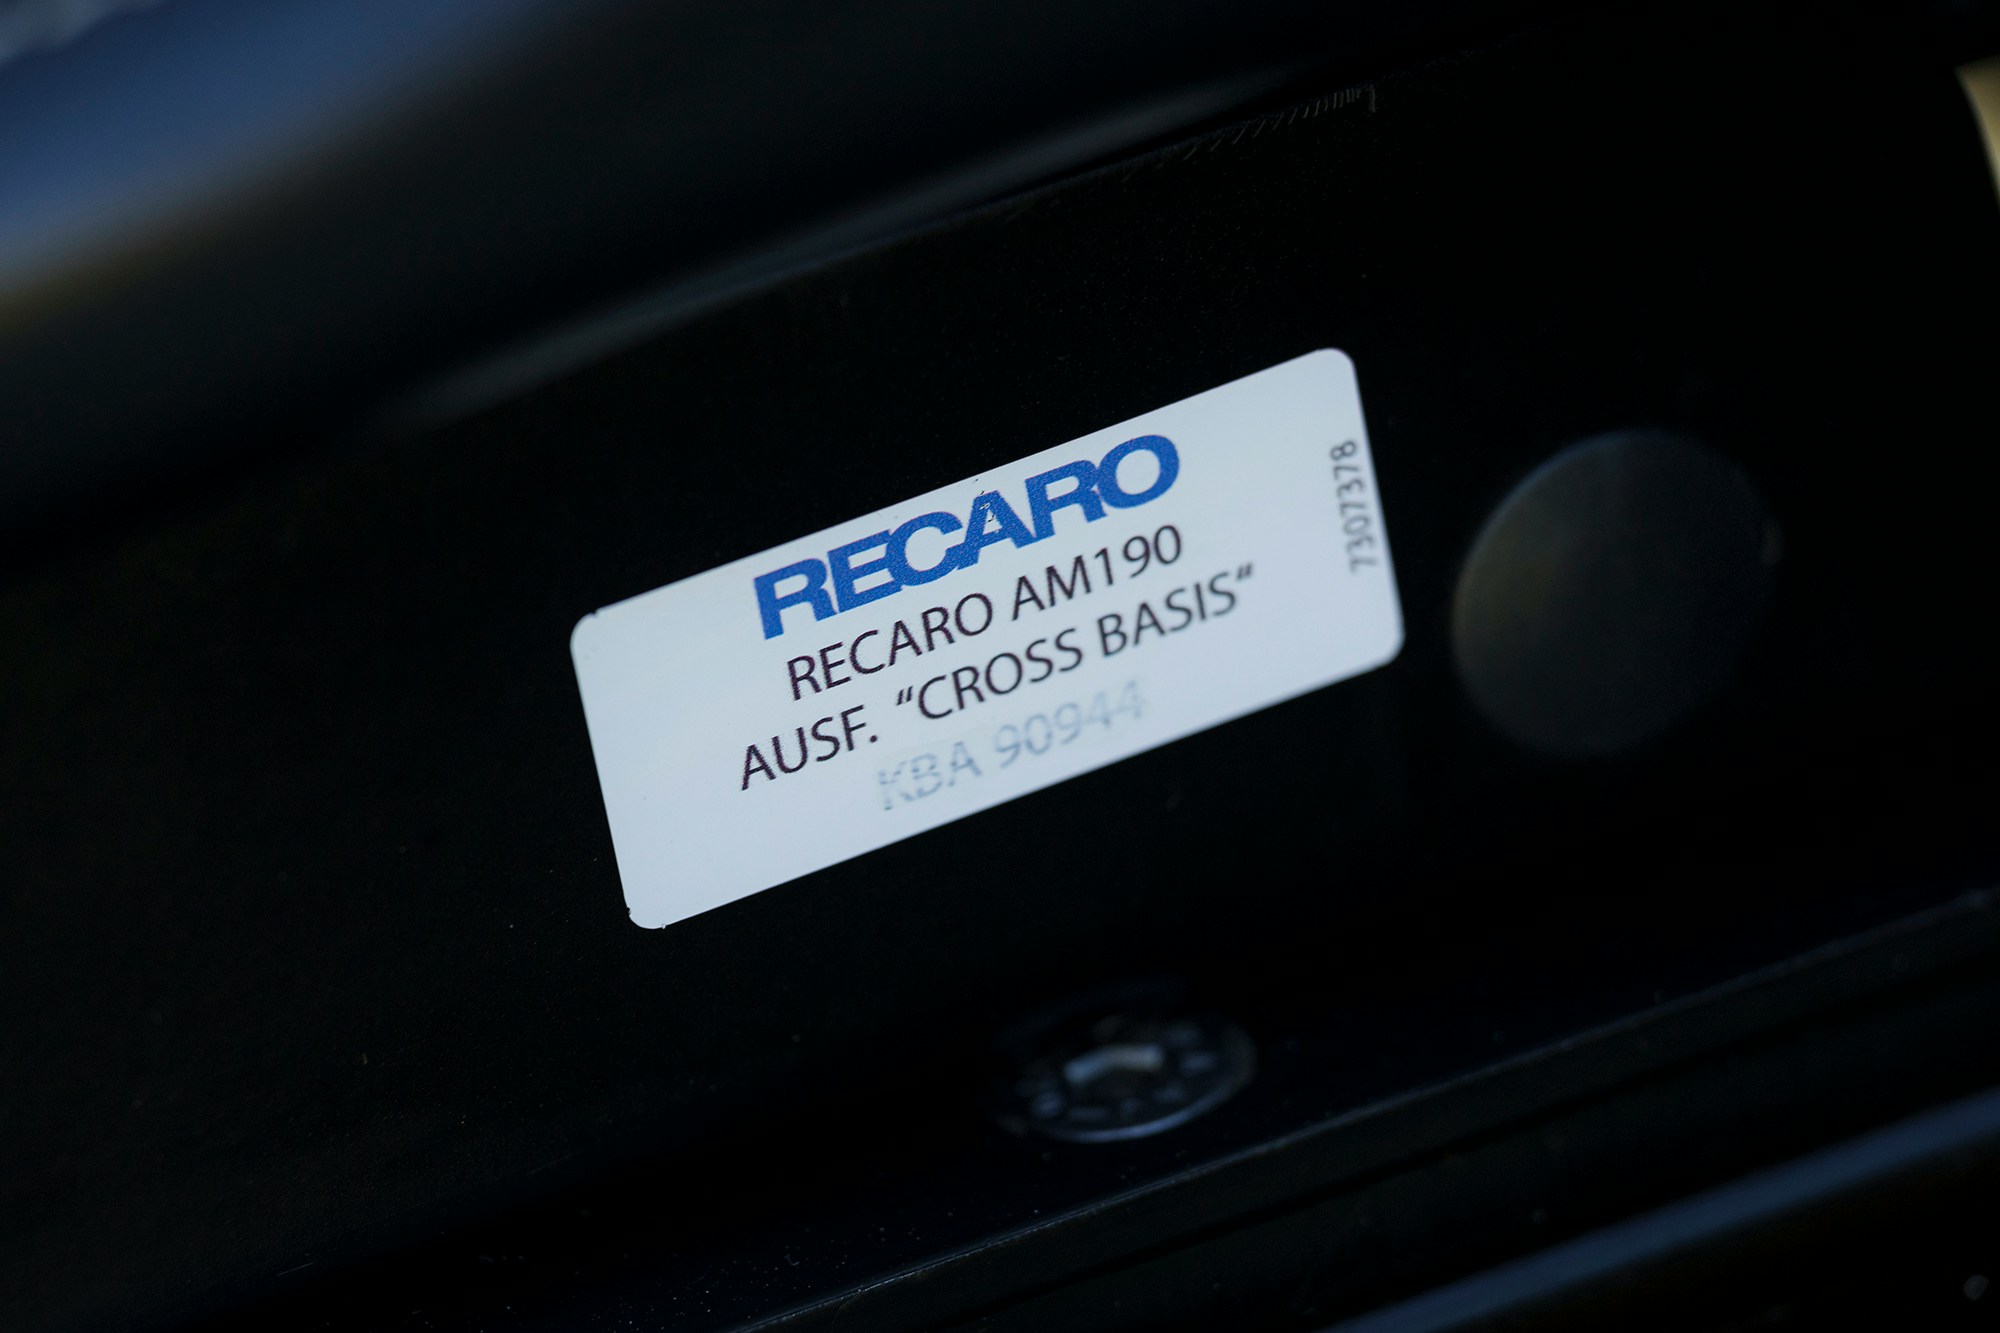 RECARO
RECARO AM190
AUSF. “CROSS BASIS“
KBA 90944
7307378